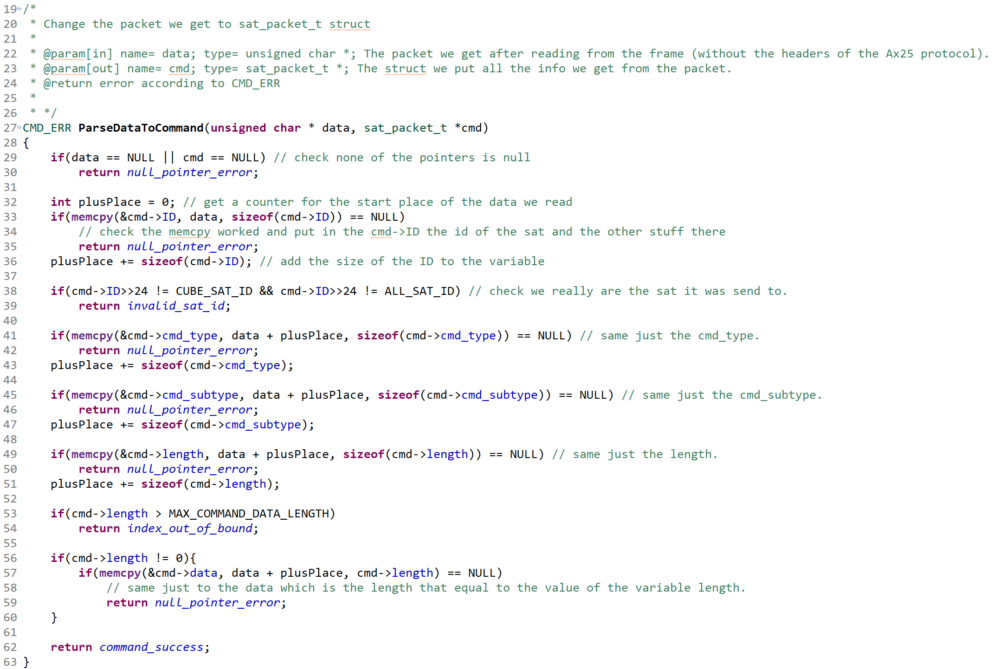 19 /*
20  * Change the packet we get to sat_packet_t struct
21  *
22  * @param[in] name= data; type= unsigned char *; The packet we get after reading from the frame (without the headers of the Ax25 protocol).
23  * @param[out] name= cmd; type= sat_packet_t *; The struct we put all the info we get from the packet.
24  * @return error according to CMD_ERR
25  *
26  * */
27 CMD_ERR ParseDataToCommand(unsigned char * data, sat_packet_t *cmd)
28 {
29     if(data == NULL || cmd == NULL) // check none of the pointers is null
30         return null_pointer_error;
31
32     int plusPlace = 0; // get a counter for the start place of the data we read
33     if(memcpy(&cmd->ID, data, sizeof(cmd->ID)) == NULL)
34         // check the memcpy worked and put in the cmd->ID the id of the sat and the other stuff there
35         return null_pointer_error;
36     plusPlace += sizeof(cmd->ID); // add the size of the ID to the variable
37
38     if(cmd->ID>>24 != CUBE_SAT_ID && cmd->ID>>24 != ALL_SAT_ID) // check we really are the sat it was send to.
39         return invalid_sat_id;
40
41     if(memcpy(&cmd->cmd_type, data + plusPlace, sizeof(cmd->cmd_type)) == NULL) // same just the cmd_type.
42         return null_pointer_error;
43     plusPlace += sizeof(cmd->cmd_type);
44
45     if(memcpy(&cmd->cmd_subtype, data + plusPlace, sizeof(cmd->cmd_subtype)) == NULL) // same just the cmd_subtype.
46         return null_pointer_error;
47     plusPlace += sizeof(cmd->cmd_subtype);
48
49     if(memcpy(&cmd->length, data + plusPlace, sizeof(cmd->length)) == NULL) // same just the length.
50         return null_pointer_error;
51     plusPlace += sizeof(cmd->length);
52
53     if(cmd->length > MAX_COMMAND_DATA_LENGTH)
54         return index_out_of_bound;
55
56     if(cmd->length != 0){
57         if(memcpy(&cmd->data, data + plusPlace, cmd->length) == NULL)
58             // same just to the data which is the length that equal to the value of the variable length.
59             return null_pointer_error;
60     }
61
62     return command_success;
63 }